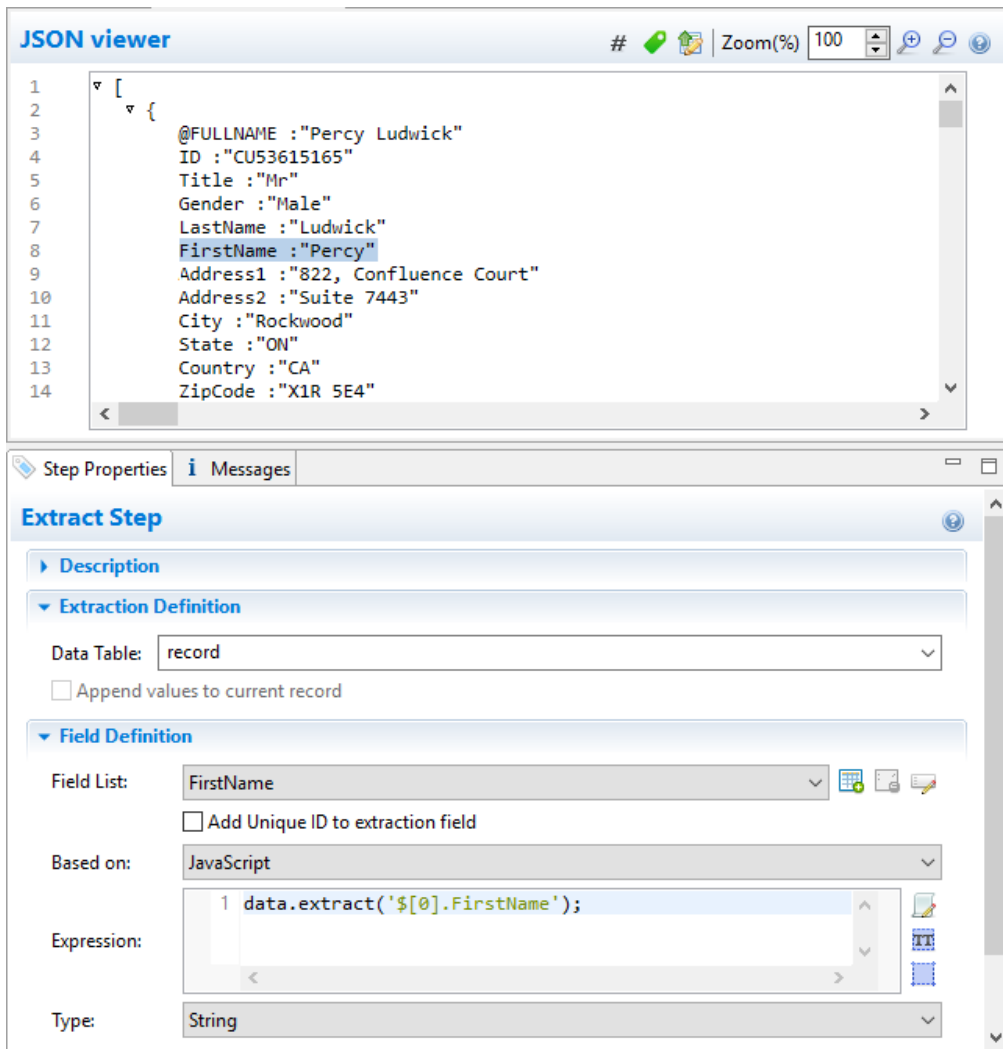 JSON viewer # Zoom(%) 100
1 [
2 {
3 @FULLNAME :"Percy Ludwick"
4 ID :"CU53615165"
5 Title :"Mr"
6 Gender :"Male"
7 LastName :"Ludwick"
8 FirstName :"Percy"
9 Address1 :"822, Confluence Court"
10 Address2 :"Suite 7443"
11 City :"Rockwood"
12 State :"ON"
13 Country :"CA"
14 ZipCode :"X1R 5E4"
Step Properties i Messages
Extract Step
Description
Extraction Definition
Data Table: record
Append values to current record
Field Definition
Field List: FirstName
Add Unique ID to extraction field
Based on: JavaScript
1 data.extract('$[0].FirstName');
Expression:
Type: String